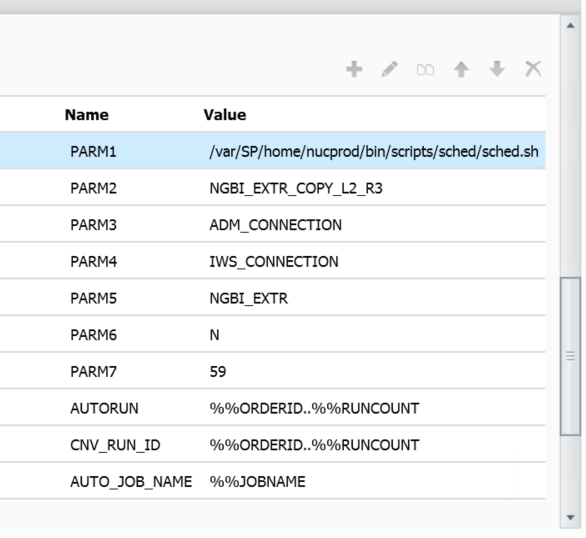 Name Value
PARM1 /var/SP/home/nucprod/bin/scripts/sched/sched.sh
PARM2 NGBI_EXTR_COPY_L2_R3
PARM3 ADM_CONNECTION
PARM4 IWS_CONNECTION
PARM5 NGBI_EXTR
PARM6 N
PARM7 59
AUTORUN %%ORDERID..%%RUNCOUNT
CNV_RUN_ID %%ORDERID..%%RUNCOUNT
AUTO_JOB_NAME %%JOBNAME